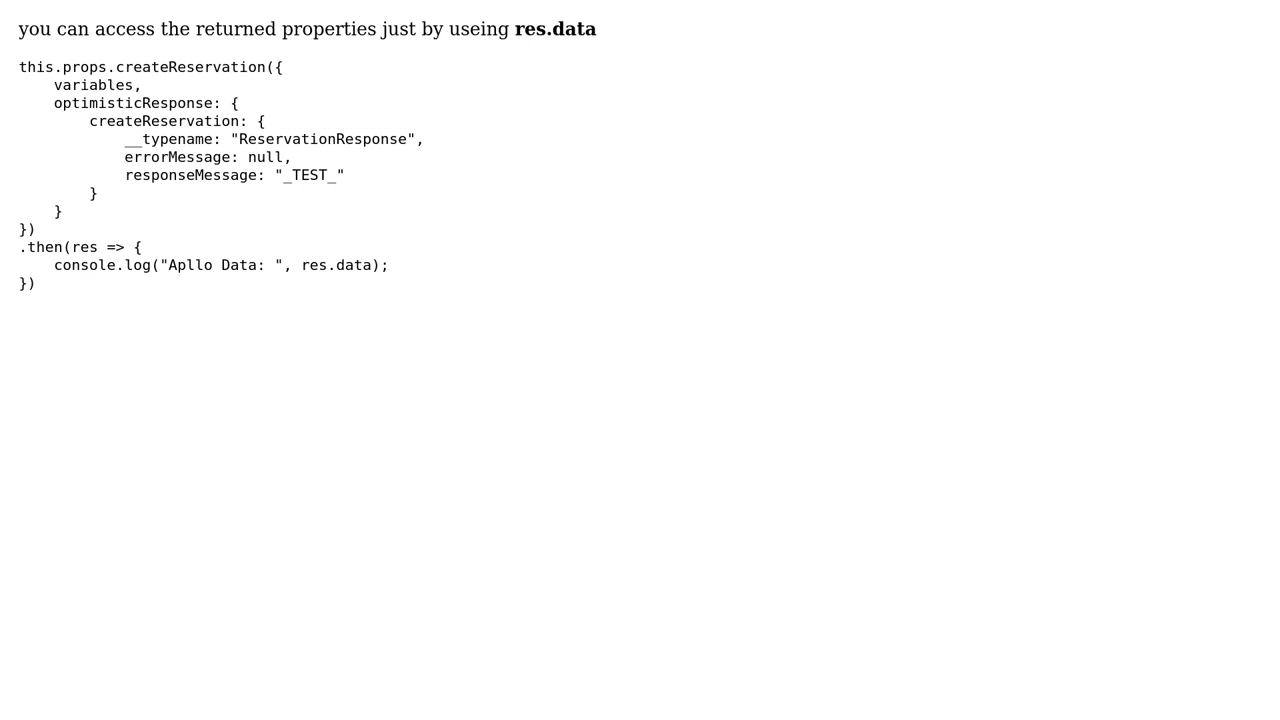 you can access the returned properties just by useing res.data
this.props.createReservation({
    variables,
    optimisticResponse: {
        createReservation: {
            __typename: "ReservationResponse",
            errorMessage: null,
            responseMessage: "_TEST_"
        }
    }
})
.then(res => {
    console.log("Apllo Data: ", res.data);
})